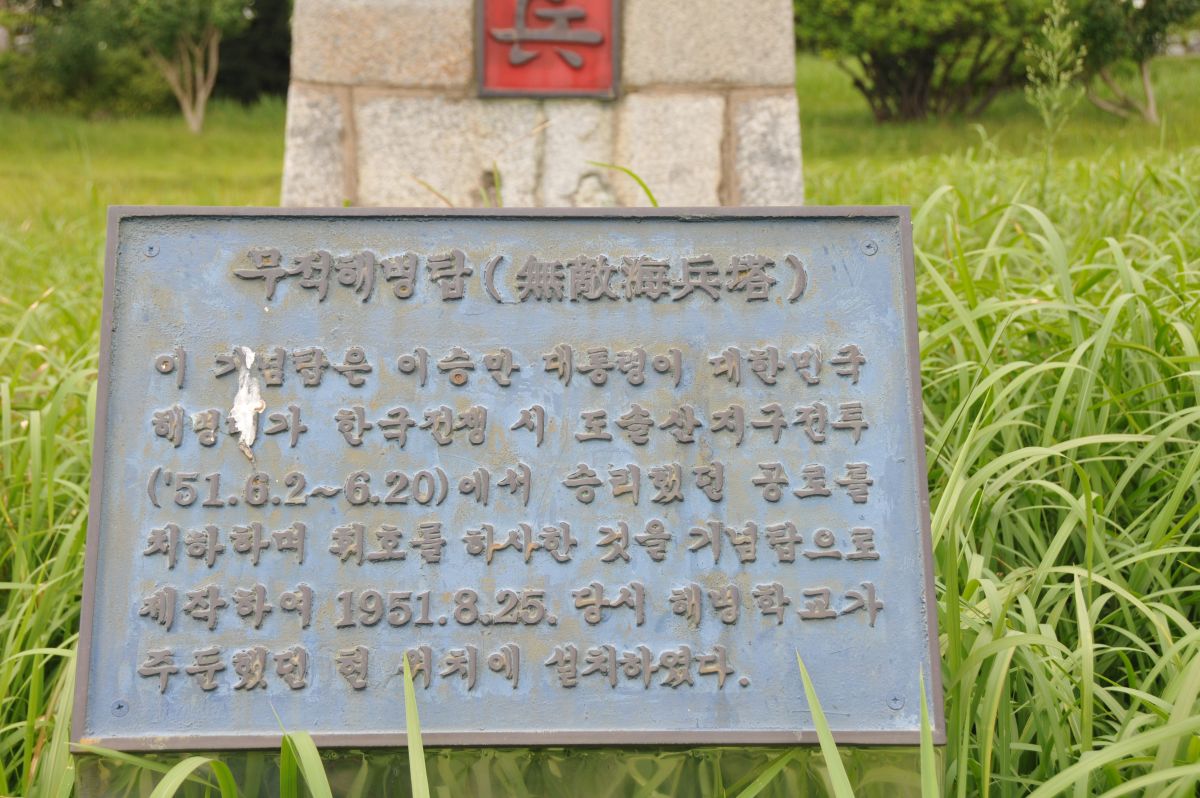 兵
무적해병탑(無敵海兵塔)
이 기념탑은 이승만 대통령이 대한민국
해병대가 한국전쟁 시 도솔산지구전투
('51.6.2~6.20)에서 승리했던 공로를
치하하며 휘호를 하사한 것을 기념탑으로
제작하여 1951.8.25. 당시 해병학교가
주둔했던 현 위치에 설치하였다.